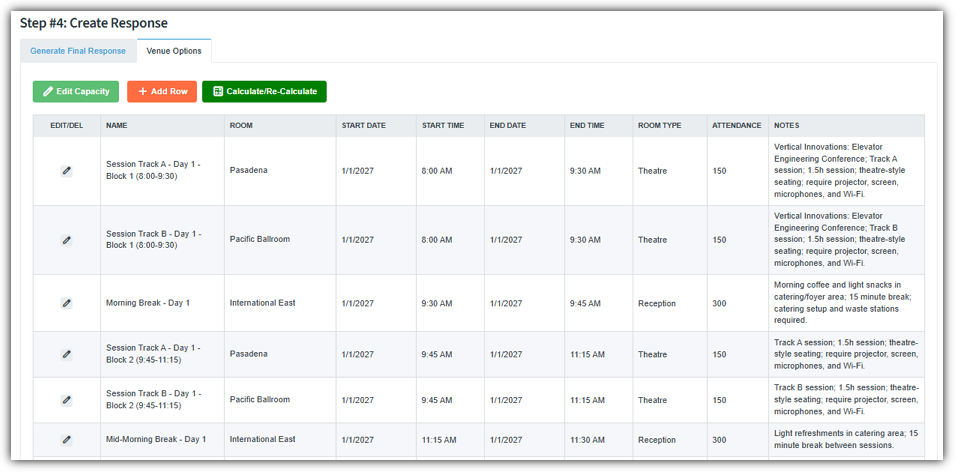 Step #4: Create Response
Generate Final Response Venue Options
Edit Capacity Add Row Calculate/Re-Calculate
EDIT/DEL NAME ROOM START DATE START TIME END DATE END TIME ROOM TYPE ATTENDANCE NOTES
Session Track A - Day 1 -
Block 1 (8:00-9:30)
Pasadena 1/1/2027 8:00 AM 1/1/2027 9:30 AM Theatre 150
Vertical Innovations: Elevator
Engineering Conference; Track A
session; 1.5h session; theatre-style
seating; require projector, screen,
microphones, and Wi-Fi.
Session Track B - Day 1 -
Block 1 (8:00-9:30)
Pacific Ballroom 1/1/2027 8:00 AM 1/1/2027 9:30 AM Theatre 150
Vertical Innovations: Elevator
Engineering Conference; Track B
session; 1.5h session; theatre-style
seating; require projector, screen,
microphones, and Wi-Fi.
Morning Break - Day 1 International East 1/1/2027 9:30 AM 1/1/2027 9:45 AM Reception 300
Morning coffee and light snacks in
catering/foyer area; 15 minute break;
catering setup and waste stations
required.
Session Track A - Day 1 -
Block 2 (9:45-11:15)
Pasadena 1/1/2027 9:45 AM 1/1/2027 11:15 AM Theatre 150
Track A session; 1.5h session; theatre-
style seating; require projector, screen,
microphones, and Wi-Fi.
Session Track B - Day 1 -
Block 2 (9:45-11:15)
Pacific Ballroom 1/1/2027 9:45 AM 1/1/2027 11:15 AM Theatre 150
Track B session; 1.5h session; theatre-
style seating; require projector, screen,
microphones, and Wi-Fi.
Mid-Morning Break - Day 1 International East 1/1/2027 11:15 AM 1/1/2027 11:30 AM Reception 300
Light refreshments in catering area; 15
minute break between sessions.